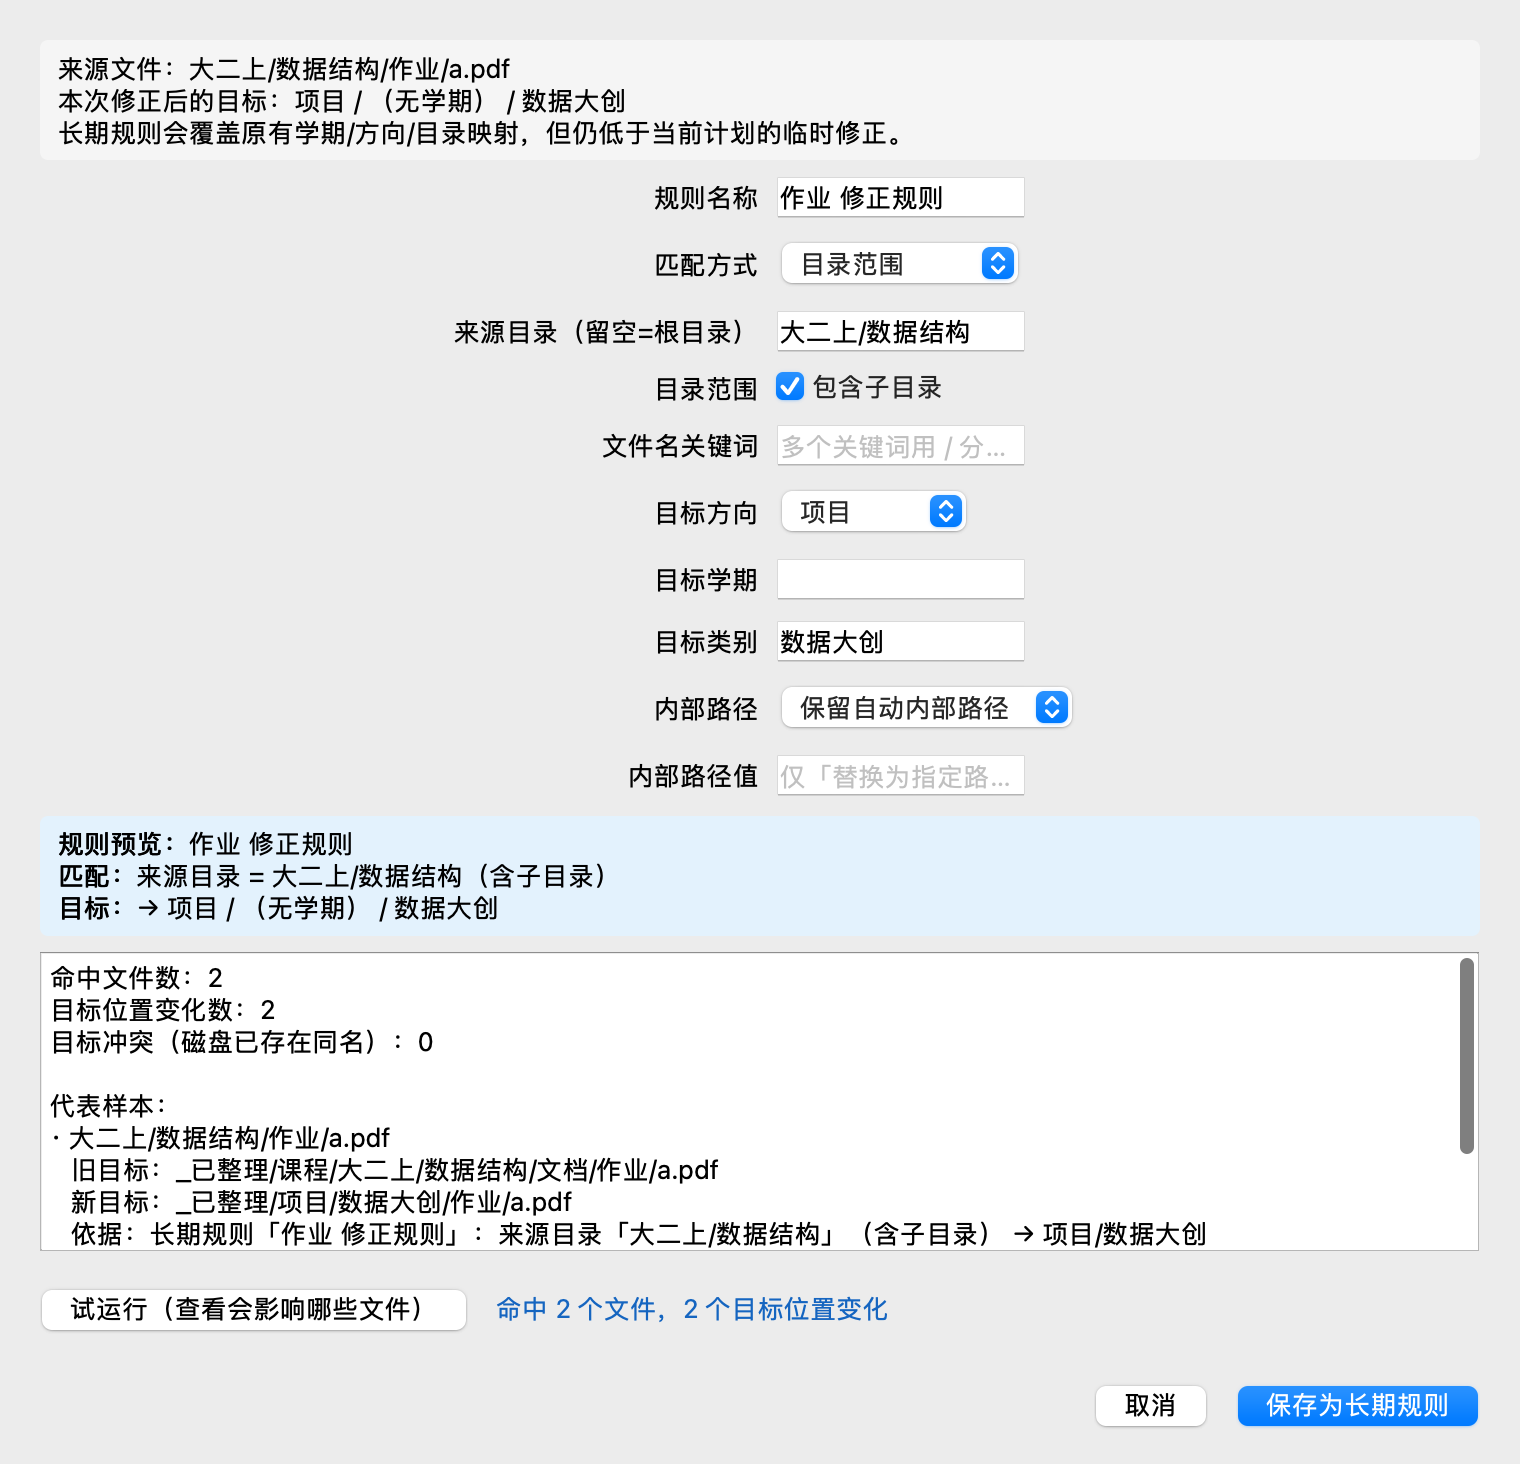 来源文件：大二上/数据结构/作业/a.pdf
本次修正后的目标：项目 / （无学期） / 数据大创
长期规则会覆盖原有学期/方向/目录映射，但仍低于当前计划的临时修正。
规则名称 作业 修正规则
匹配方式 目录范围
来源目录（留空=根目录） 大二上/数据结构
目录范围 包含子目录
文件名关键词 多个关键词用 / 分...
目标方向 项目
目标学期
目标类别 数据大创
内部路径 保留自动内部路径
内部路径值 仅「替换为指定路...
规则预览：作业 修正规则
匹配：来源目录 = 大二上/数据结构（含子目录）
目标：→ 项目 / （无学期） / 数据大创
命中文件数：2
目标位置变化数：2
目标冲突（磁盘已存在同名）：0
代表样本：
· 大二上/数据结构/作业/a.pdf
旧目标：_已整理/课程/大二上/数据结构/文档/作业/a.pdf
新目标：_已整理/项目/数据大创/作业/a.pdf
依据：长期规则「作业 修正规则」：来源目录「大二上/数据结构」（含子目录） → 项目/数据大创
试运行（查看会影响哪些文件） 命中 2 个文件，2 个目标位置变化
取消 保存为长期规则